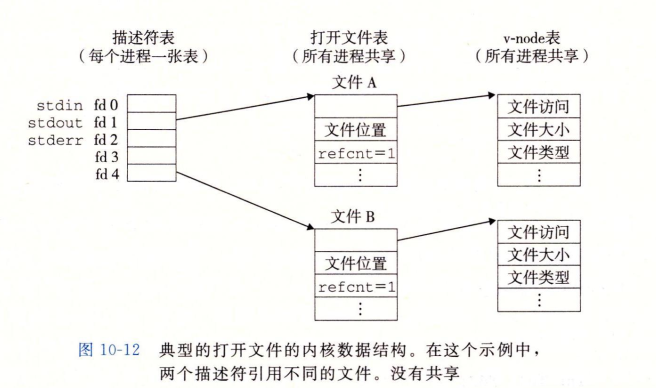 描述符表
（每个进程一张表）
打开文件表
（所有进程共享）
v-node表
（所有进程共享）
stdin fd 0
stdout fd 1
stderr fd 2
fd 3
fd 4
文件 A
文件位置
refcnt=1
⋮
文件访问
文件大小
文件类型
⋮
文件 B
文件位置
refcnt=1
⋮
文件访问
文件大小
文件类型
⋮
图 10-12 典型的打开文件的内核数据结构。在这个示例中，
两个描述符引用不同的文件。没有共享